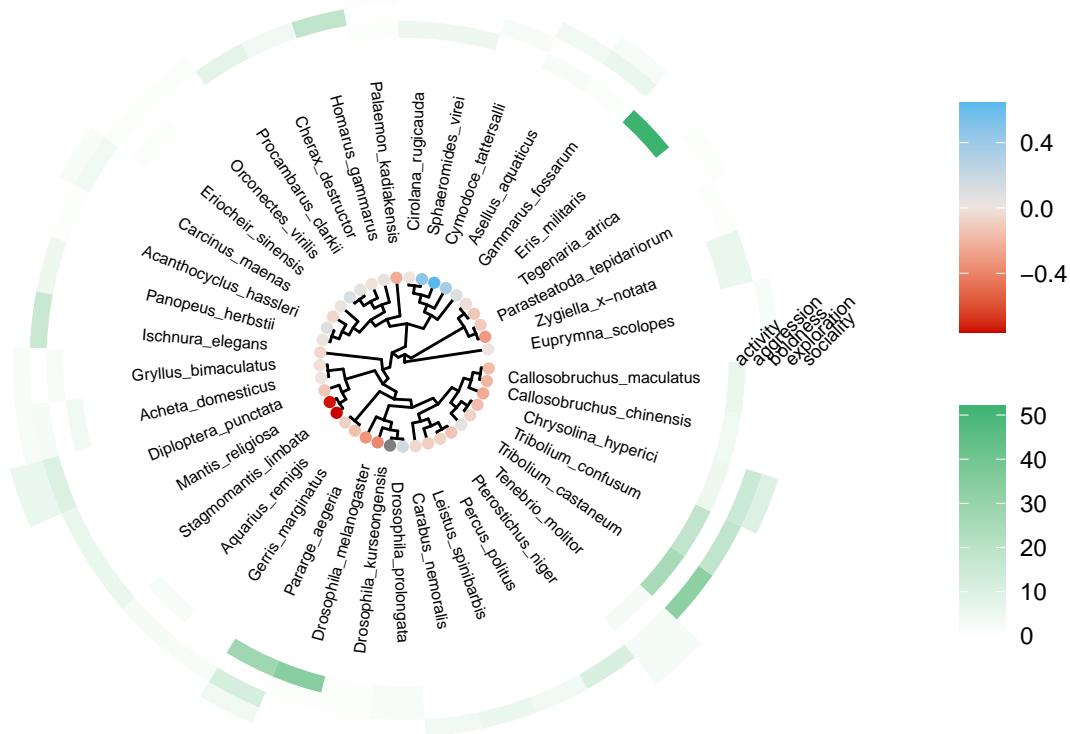 Palaemon_kadiakensis
Homarus_gammarus
Cherax_destructor
Procambarus_clarkii
Orconectes_virilis
Eriocheir_sinensis
Carcinus_maenas
Acanthocyclus_hassleri
Panopeus_herbstii
Ischnura_elegans
Gryllus_bimaculatus
Acheta_domesticus
Diploptera_punctata
Mantis_religiosa
Stagmomantis_limbata
Aquarius_remigis
Gerris_marginatus
Pararge_aegeria
Drosophila_melanogaster
Drosophila_kurseongensis
Drosophila_prolongata
Carabus_nemoralis
Leistus_spinibarbis
Percus_politus
Pterostichus_niger
Tenebrio_molitor
Tribolium_castaneum
Tribolium_confusum
Chrysolina_hyperici
Callosobruchus_chinensis
Callosobruchus_maculatus
Euprymna_scolopes
Zygiella_x−notata
Parasteatoda_tepidariorum
Tegenaria_atrica
Eris_militaris
Gammarus_fossarum
Asellus_aquaticus
Cymodoce_tattersalli
Sphaeromides_virei
Cirolana_rugicauda
activity
aggression
boldness
exploration
sociality
0.4
0.0
−0.4
50
40
30
20
10
0